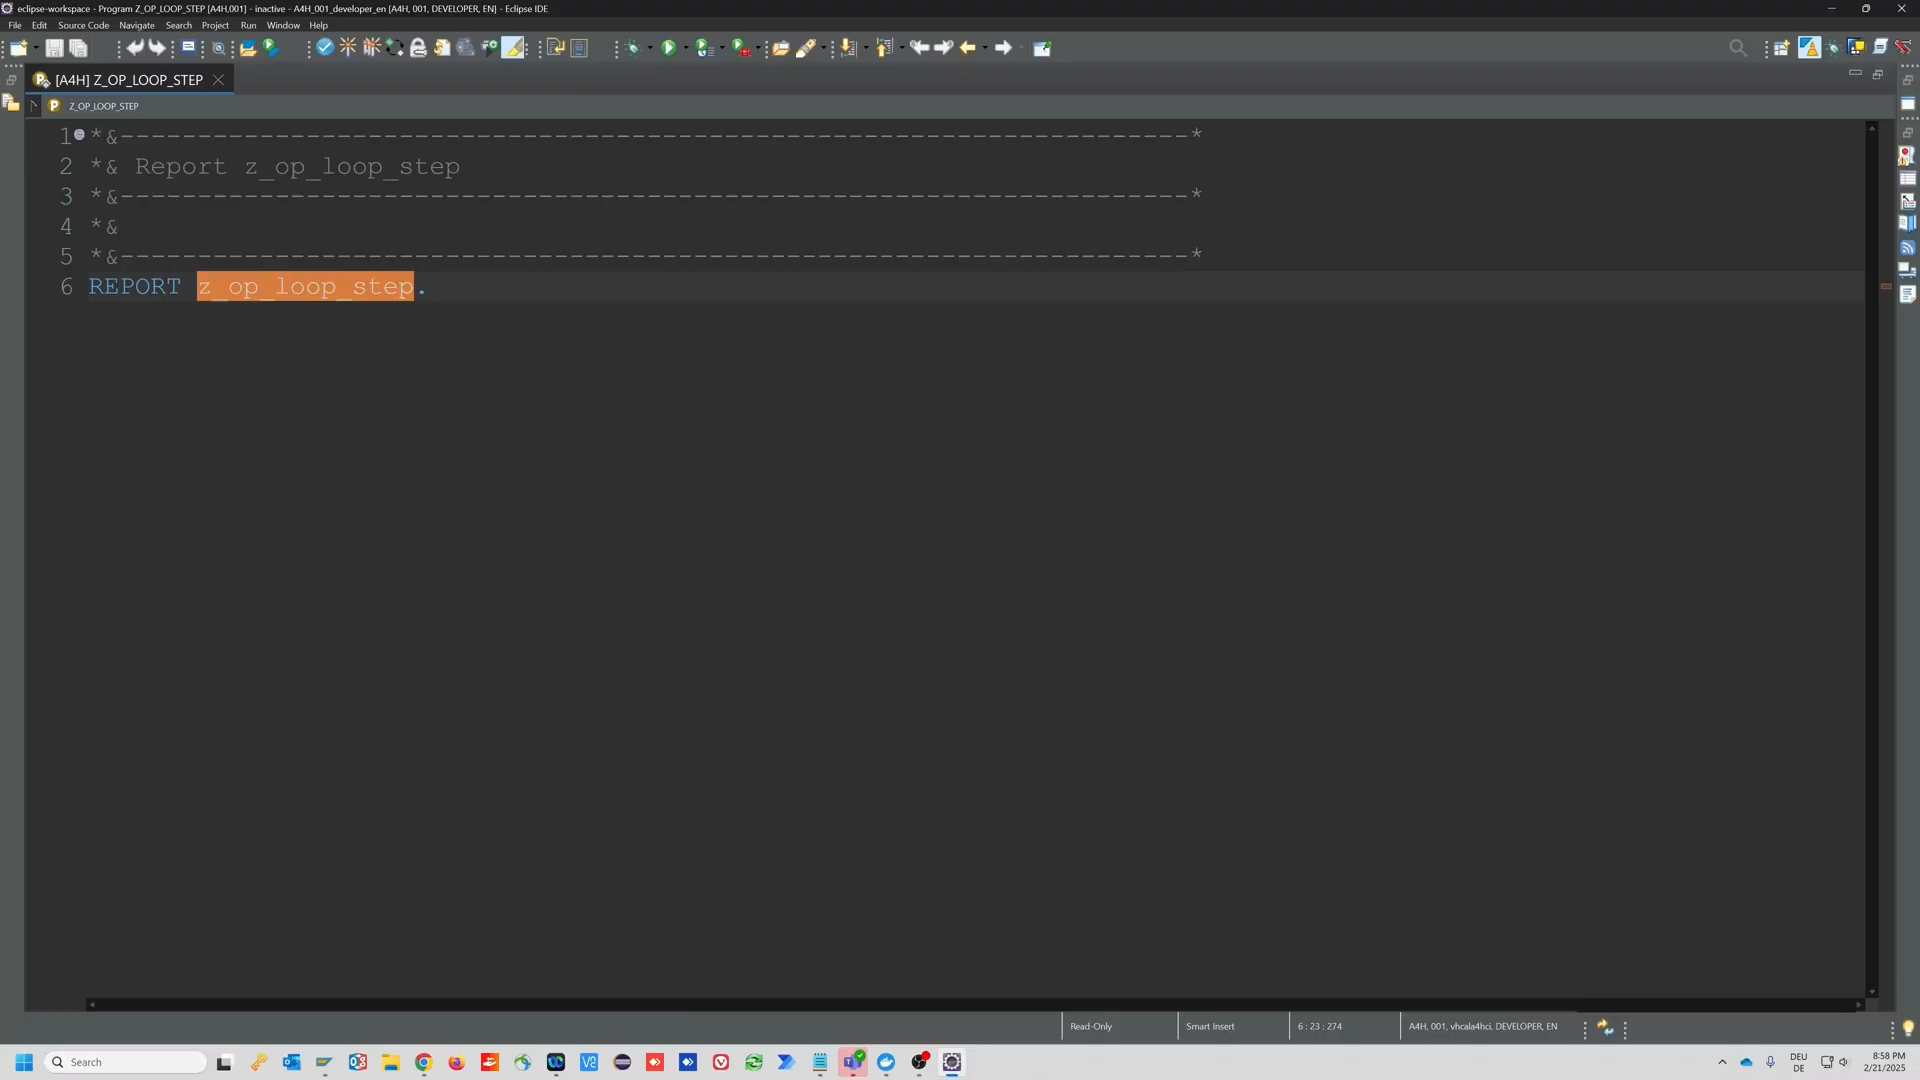 eclipse-workspace - Program Z_OP_LOOP_STEP [A4H,001] - inactive - A4H_001_developer_en [A4H, 001, DEVELOPER, EN] - Eclipse IDE
File Edit Source Code Navigate Search Project Run Window Help
[A4H] Z_OP_LOOP_STEP
Z_OP_LOOP_STEP
1 *&---------------------------------------------------------------------*
2 *& Report z_op_loop_step
3 *&---------------------------------------------------------------------*
4 *&
5 *&---------------------------------------------------------------------*
6 REPORT z_op_loop_step.
Read-Only Smart Insert 6 : 23 : 274 A4H, 001, vhcala4hci, DEVELOPER, EN
Search DEU 8:58 PM
DE 2/21/2025